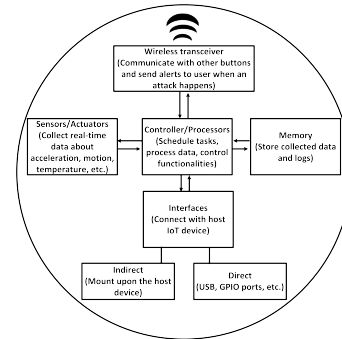 Wireless transceiver
(Communicate with other buttons
and send alerts to user when an
attack happens)
Sensors/Actuators
(Collect real-time
data about
acceleration, motion,
temperature, etc.)
Controller/Processors
(Schedule tasks,
process data, control
functionalities)
Memory
(Store collected data
and logs)
Interfaces
(Connect with host
IoT device)
Indirect
(Mount upon the host
device)
Direct
(USB, GPIO ports, etc.)